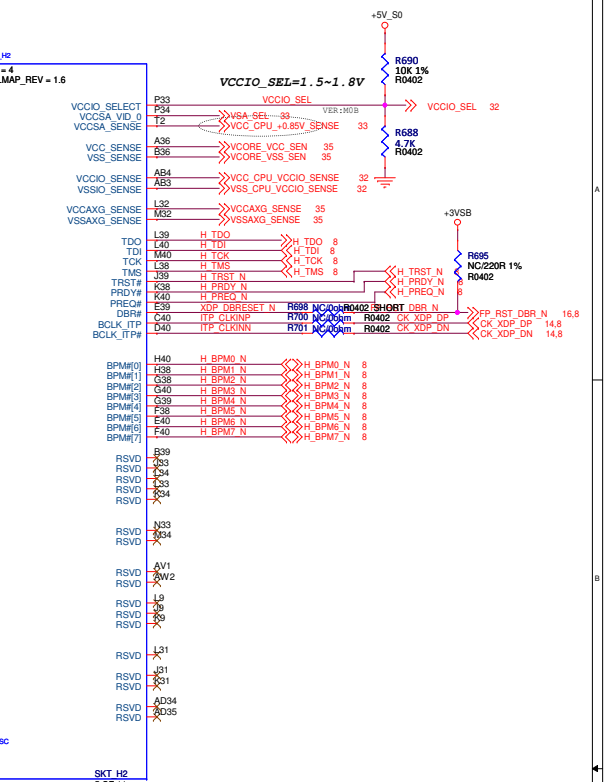 +5V_S0
_H2
= 4
LMAP_REV = 1.6
R690
10K 1%
R0402
VCCIO_SEL=1.5~1.8V
VCCIO_SELECT P33 VCCIO_SEL VCCIO_SEL 32
VER:M0B
VCCSA_VID_0 P34 VSA_SEL 33
VCCSA_SENSE T2 VCC_CPU_+0.85V_SENSE 33
R688
4.7K
R0402
VCC_SENSE A36 VCORE_VCC_SEN 35
VSS_SENSE B36 VCORE_VSS_SEN 35
VCCIO_SENSE AB4 VCC_CPU_VCCIO_SENSE 32
VSSIO_SENSE AB3 VSS_CPU_VCCIO_SENSE 32
A
VCCAXG_SENSE L32 VCCAXG_SENSE 35
VSSAXG_SENSE M32 VSSAXG_SENSE 35
+3VSB
TDO L39 H_TDO H_TDO 8
TDI L40 H_TDI H_TDI 8
TCK M40 H_TCK H_TCK 8
TMS L38 H_TMS H_TMS 8
R695
NC/220R 1%
R0402
TRST# J39 H_TRST_N H_TRST_N 8
PRDY# K38 H_PRDY_N H_PRDY_N 8
PREQ# K40 H_PREQ_N H_PREQ_N 8
DBR# E39 XDP_DBRESET_N R698 NC/0ohm R0402 SHORT DBR_N FP_RST_DBR_N 16,8
BCLK_ITP C40 ITP_CLKINP R700 NC/0ohm R0402 CK_XDP_DP CK_XDP_DP 14,8
BCLK_ITP# D40 ITP_CLKINN R701 NC/0ohm R0402 CK_XDP_DN CK_XDP_DN 14,8
BPM#[0] H40 H_BPM0_N H_BPM0_N 8
BPM#[1] H38 H_BPM1_N H_BPM1_N 8
BPM#[2] G38 H_BPM2_N H_BPM2_N 8
BPM#[3] G40 H_BPM3_N H_BPM3_N 8
BPM#[4] G39 H_BPM4_N H_BPM4_N 8
BPM#[5] F38 H_BPM5_N H_BPM5_N 8
BPM#[6] E40 H_BPM6_N H_BPM6_N 8
BPM#[7] F40 H_BPM7_N H_BPM7_N 8
RSVD B39
RSVD J33
RSVD L34
RSVD L33
RSVD K34
RSVD N33
RSVD M34
RSVD AV1
RSVD AW2
B
RSVD L9
RSVD J9
RSVD K9
RSVD L31
RSVD J31
RSVD K31
RSVD AD34
RSVD AD35
SC
SKT_H2